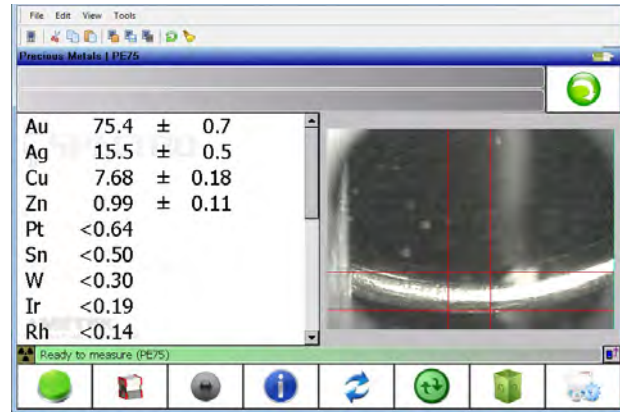 File Edit View Tools
Precious Metals | PE75
Au 75.4 ± 0.7
Ag 15.5 ± 0.5
Cu 7.68 ± 0.18
Zn 0.99 ± 0.11
Pt <0.64
Sn <0.50
W <0.30
Ir <0.19
Rh <0.14
Ready to measure (PE75)